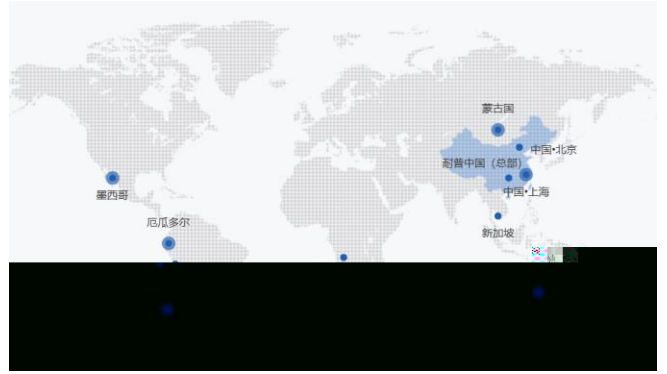 蒙古国
中国•北京
耐普中国（总部）
墨西哥
中国•上海
厄瓜多尔
新加坡